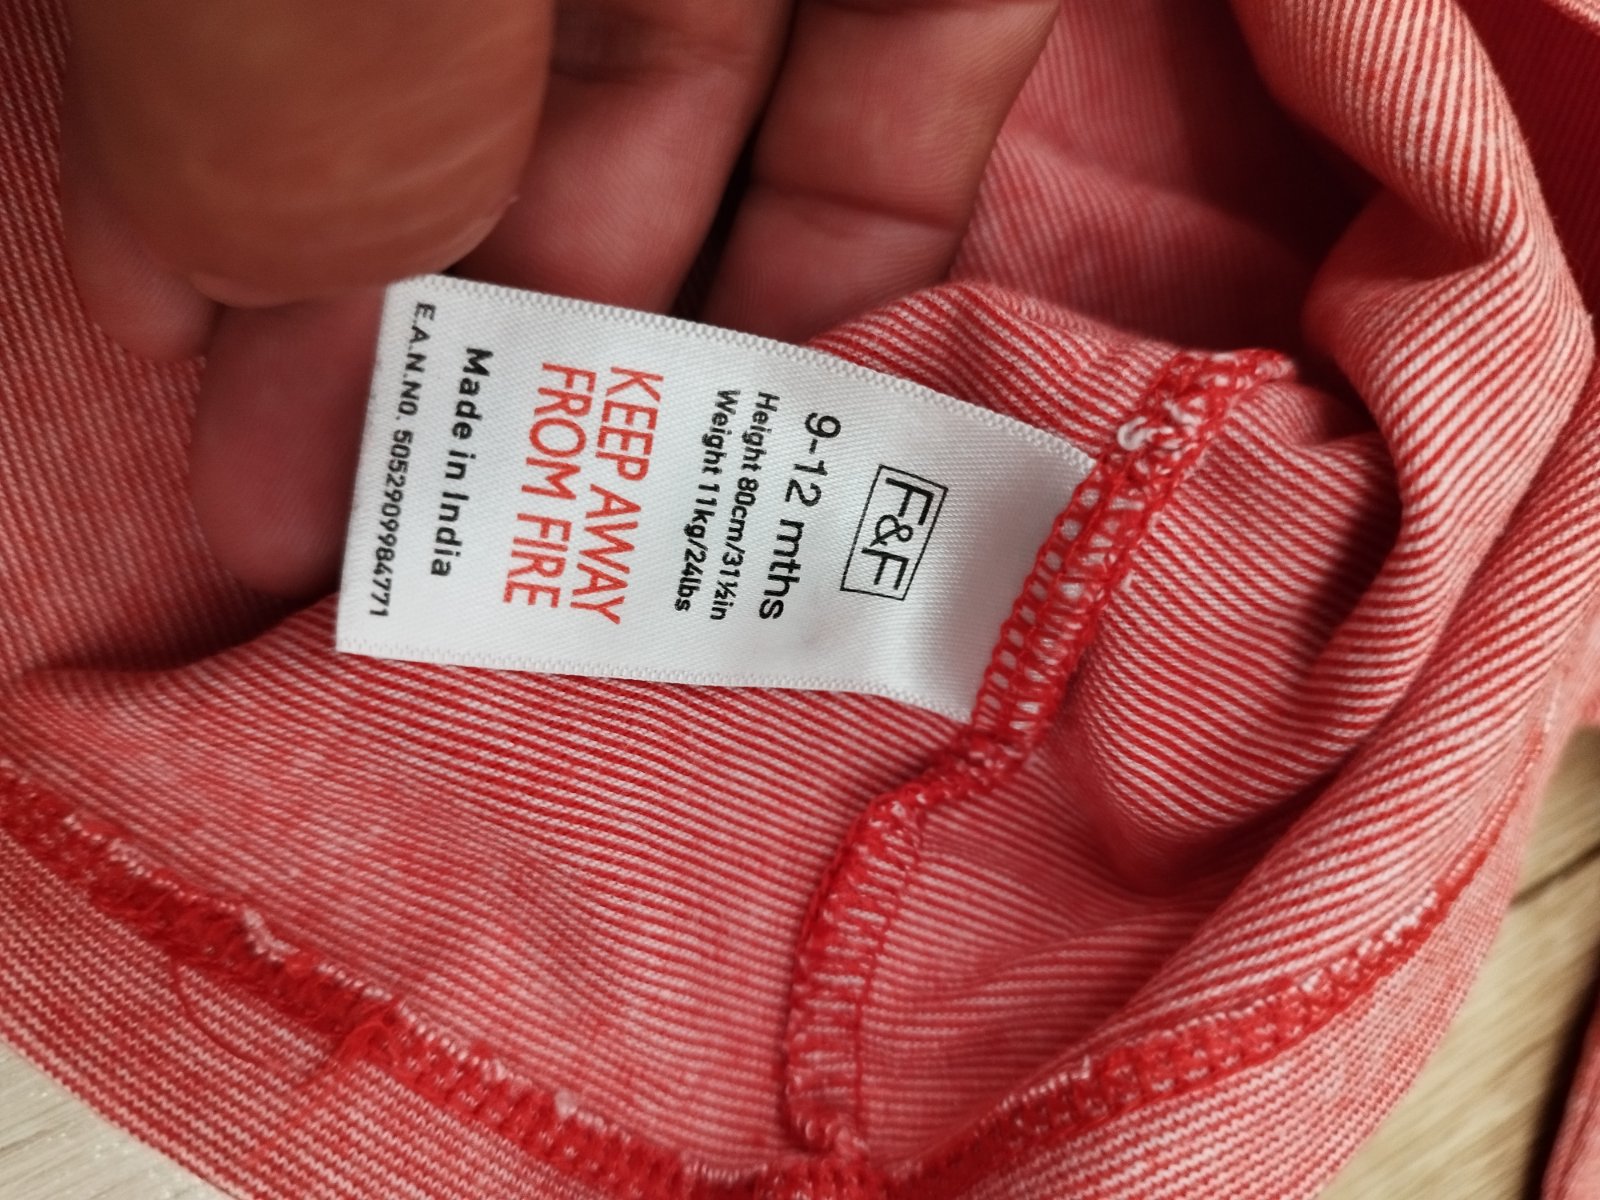 F&F
9-12 mths
Height 80cm/31½in
Weight 11kg/24lbs
KEEP AWAY
FROM FIRE
Made in India
E.A.N.NO. 5052909984771